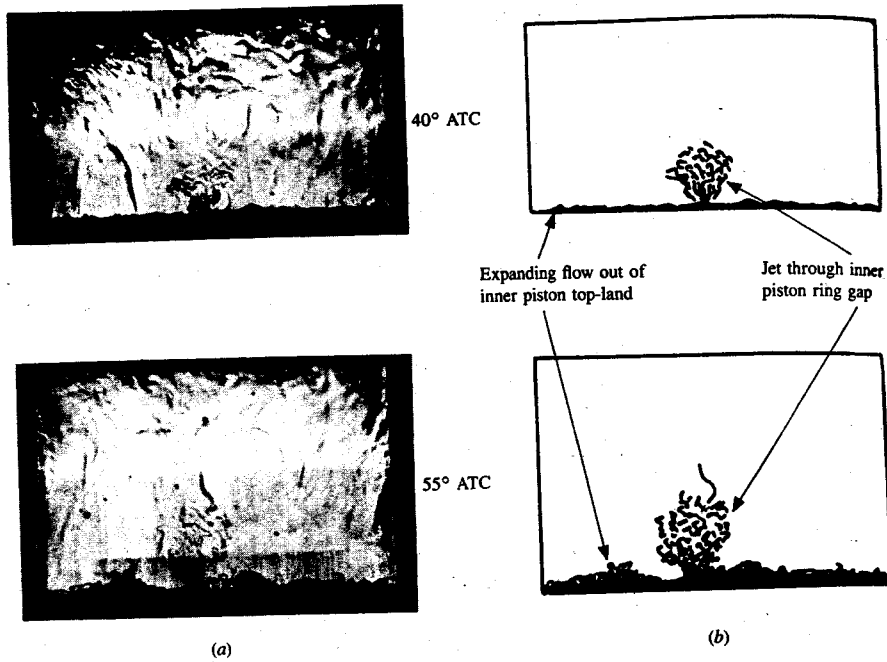 40° ATC
Expanding flow out of
inner piston top-land
Jet through inner
piston ring gap
55° ATC
(a)
(b)